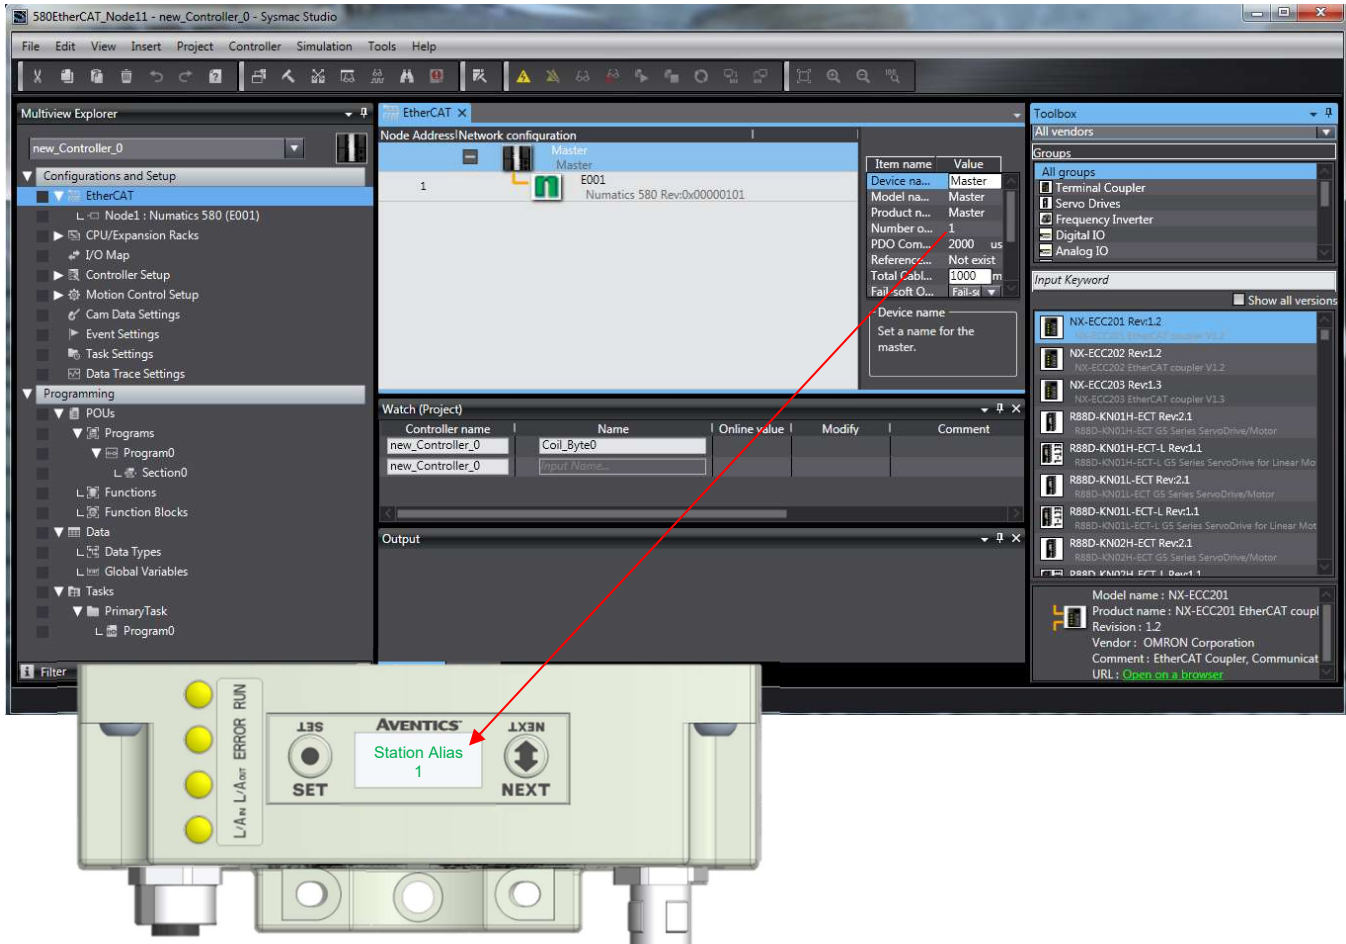 580EtherCAT_Node11 - new_Controller_0 - Sysmac Studio
File Edit View Insert Project Controller Simulation Tools Help
Multiview Explorer
new_Controller_0
Configurations and Setup
EtherCAT
Node1 : Numatics 580 (E001)
CPU/Expansion Racks
I/O Map
Controller Setup
Motion Control Setup
Cam Data Settings
Event Settings
Task Settings
Data Trace Settings
Programming
POUs
Programs
Program0
Section0
Functions
Function Blocks
Data
Data Types
Global Variables
Tasks
PrimaryTask
Program0
Filter
EtherCAT
Node Address Network configuration
Master
Master
1
E001
Numatics 580 Rev:0x00000101
Item name Value
Device na... Master
Model na... Master
Product n... Master
Number o... 1
PDO Com... 2000 us
Reference... Not exist
Total Cabl... 1000 m
Fail-soft O...
Device name
Set a name for the
master.
Watch (Project)
Controller name Name Online value Modify Comment
new_Controller_0 Coil_Byte0
new_Controller_0 Input Name...
Output
Toolbox
All vendors
Groups
All groups
Terminal Coupler
Servo Drives
Frequency Inverter
Digital IO
Analog IO
Input Keyword
Show all versions
NX-ECC201 Rev:1.2
NX-ECC201 EtherCAT coupler V1.2
NX-ECC202 Rev:1.2
NX-ECC202 EtherCAT coupler V1.2
NX-ECC203 Rev:1.3
NX-ECC203 EtherCAT coupler V1.3
R88D-KN01H-ECT Rev:2.1
R88D-KN01H-ECT G5 Series ServoDrive/Motor
R88D-KN01H-ECT-L Rev:1.1
R88D-KN01H-ECT-L G5 Series ServoDrive for Linear Mo
R88D-KN01L-ECT Rev:2.1
R88D-KN01L-ECT G5 Series ServoDrive/Motor
R88D-KN01L-ECT-L Rev:1.1
R88D-KN01L-ECT-L G5 Series ServoDrive for Linear Mot
R88D-KN02H-ECT Rev:2.1
R88D-KN02H-ECT G5 Series ServoDrive/Motor
R88D-KN02H-ECT-L Rev:1.1
Model name : NX-ECC201
Product name : NX-ECC201 EtherCAT coupl
Revision : 1.2
Vendor : OMRON Corporation
Comment : EtherCAT Coupler, Communicat
URL : Open on a browser
RUN
ERROR
L/A OUT
L/A IN
SET
SET
AVENTICS
Station Alias
1
NEXT
NEXT